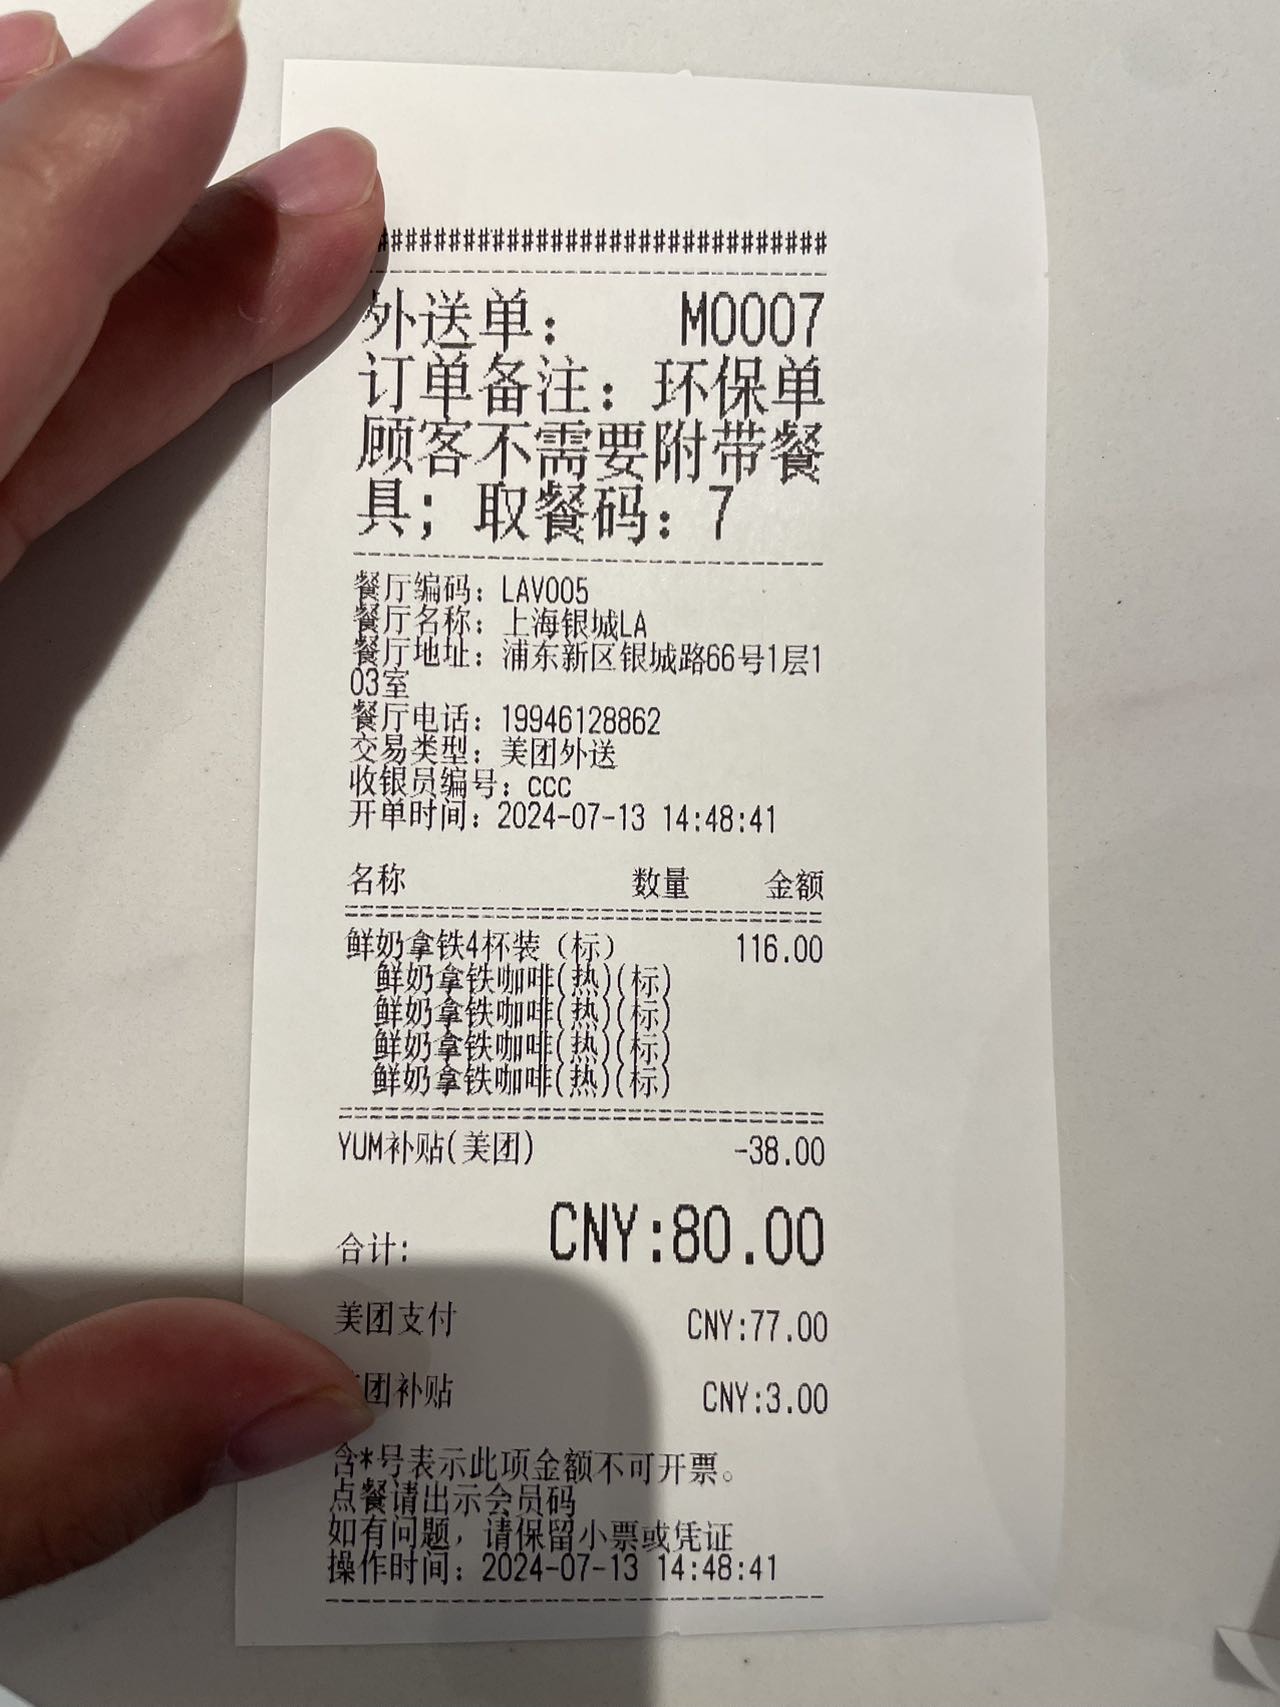 ###############################
外送单： M0007
订单备注：环保单
顾客不需要附带餐
具；取餐码：7
餐厅编码：LAV005
餐厅名称：上海银城LA
餐厅地址：浦东新区银城路66号1层1
03室
餐厅电话：19946128862
交易类型：美团外送
收银员编号：ccc
开单时间：2024-07-13 14:48:41
名称 数量 金额
鲜奶拿铁4杯装（标） 116.00
鲜奶拿铁咖啡(热)(标)
鲜奶拿铁咖啡(热)(标)
鲜奶拿铁咖啡(热)(标)
鲜奶拿铁咖啡(热)(标)
YUM补贴(美团) -38.00
合计: CNY:80.00
美团支付 CNY:77.00
团补贴 CNY:3.00
含*号表示此项金额不可开票。
点餐请出示会员码
如有问题，请保留小票或凭证
操作时间：2024-07-13 14:48:41